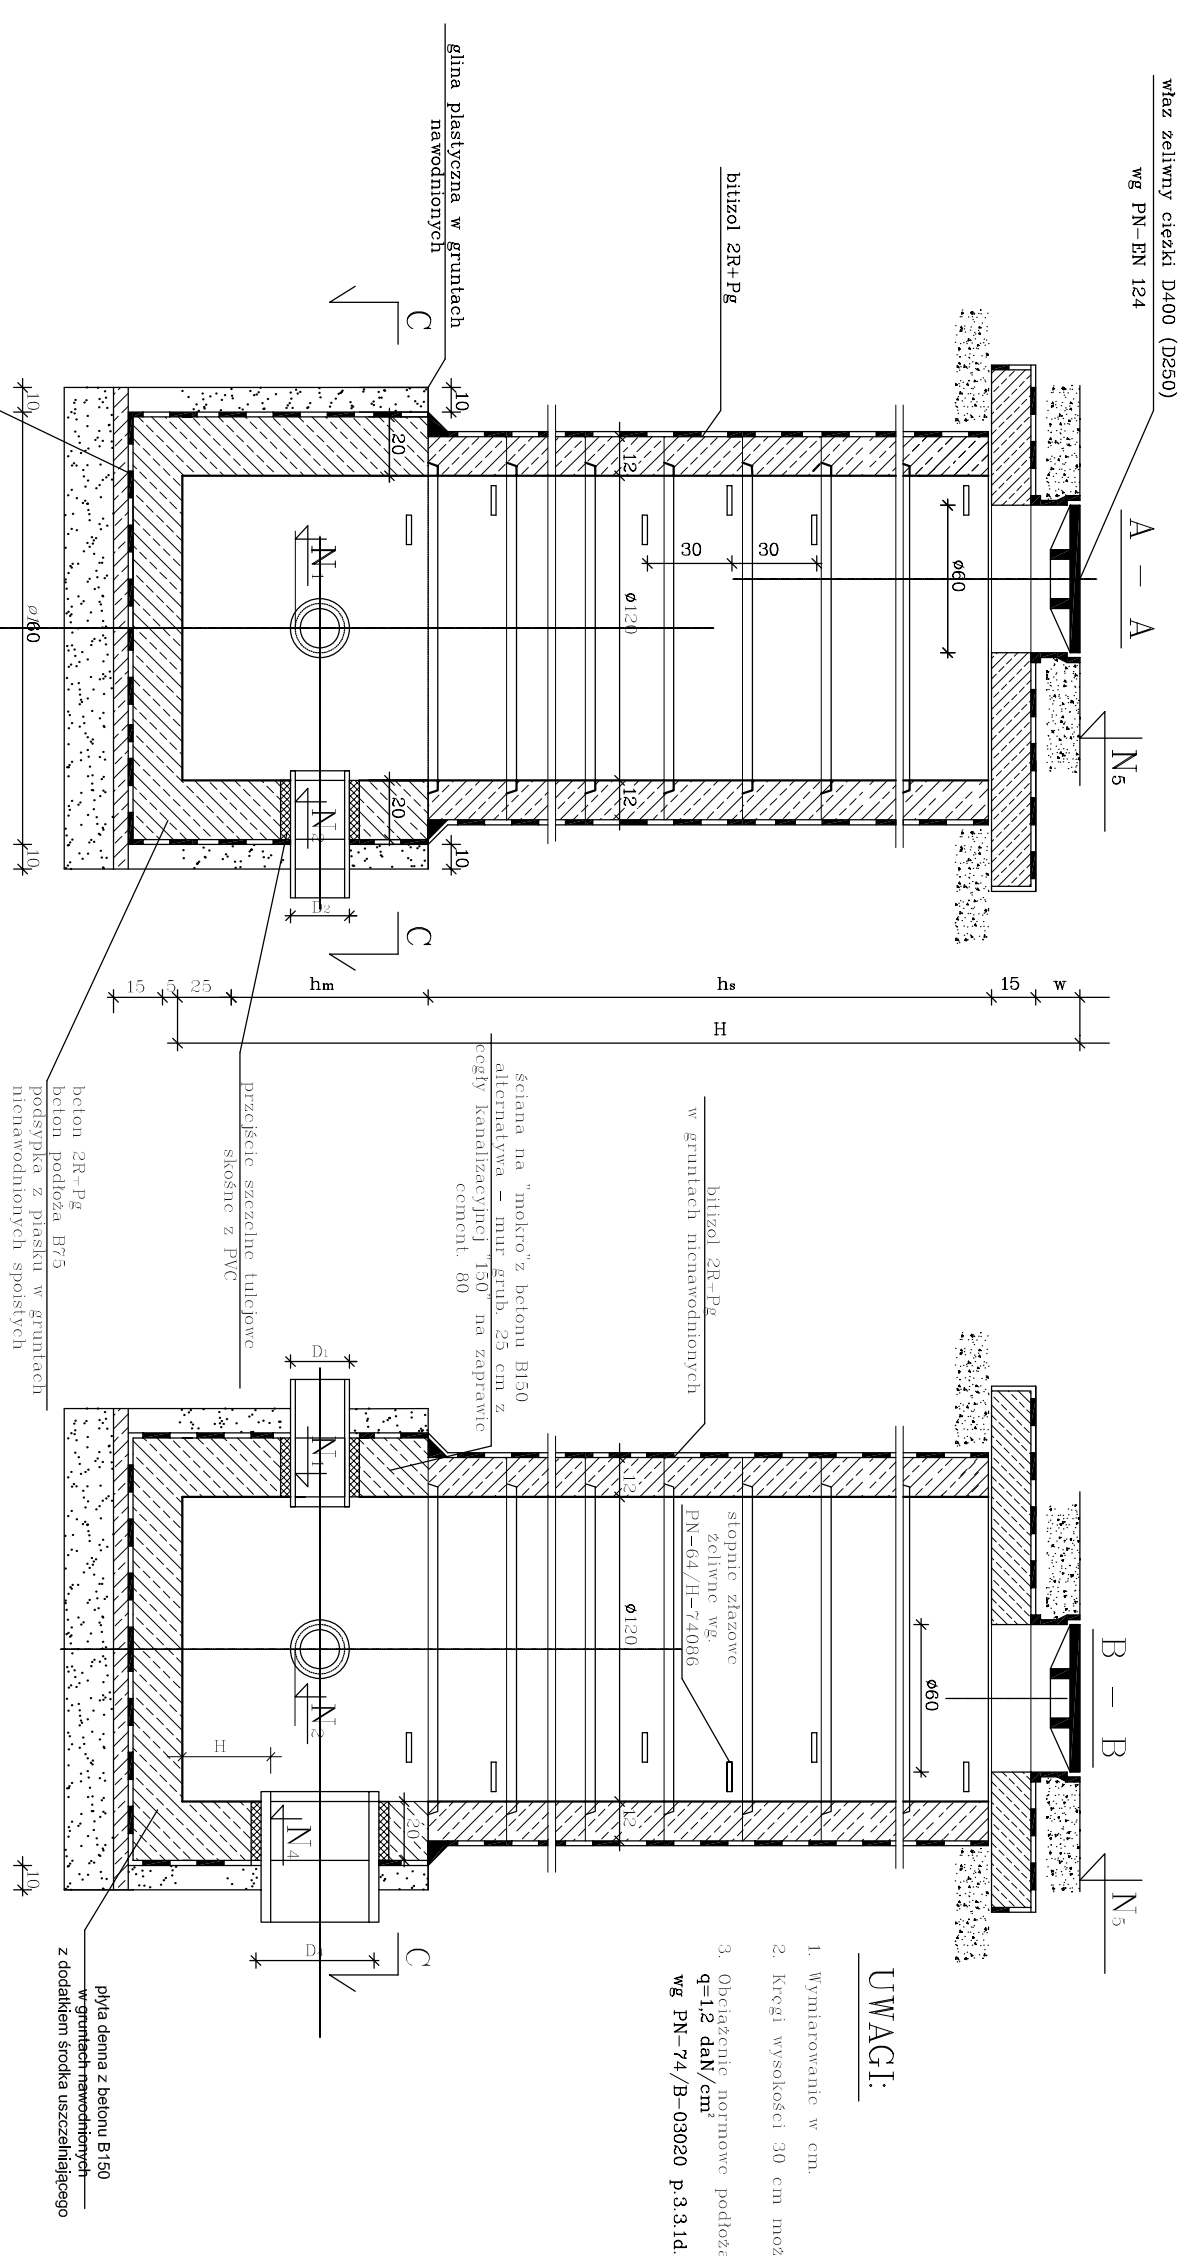 właz żeliwny ciężki D400 (D250)
wg PN-EN 124
A - A
N5
bitizol 2R+Pg
glina plastyczna w gruntach
nawodnionych
C
C
ø60
30
30
ø120
12
12
20
20
10
10
N1
D2
10
10
w
15
hs
hm
25
5
15
H
beton 2R+Pg
beton podłoża B75
podsypka z piasku w gruntach
nienawodnionych spoistych
przejście szczelne tulejowe
skośne z PVC
ściana na "mokro"z betonu B150
alternatywa - mur grub. 25 cm z
cegły kanalizacyjnej "150" na zaprawie
cement. 80
bitizol 2R+Pg
w gruntach nienawodnionych
B - B
N5
ø60
stopnie złazowe
żeliwne wg.
PN-64/H-74086
ø120
12
12
20
D1
N1
N2
H
N4
C
10
płyta denna z betonu B150
w gruntach nawodnionych
z dodatkiem środka uszczelniającego
UWAGI:
1. Wymiarowanie w cm.
2. Kręgi wysokości 30 cm moż
3. Obciążenie normowe podłoża
q=1,2 daN/cm²
wg PN-74/B-03020 p.3.3.1d.